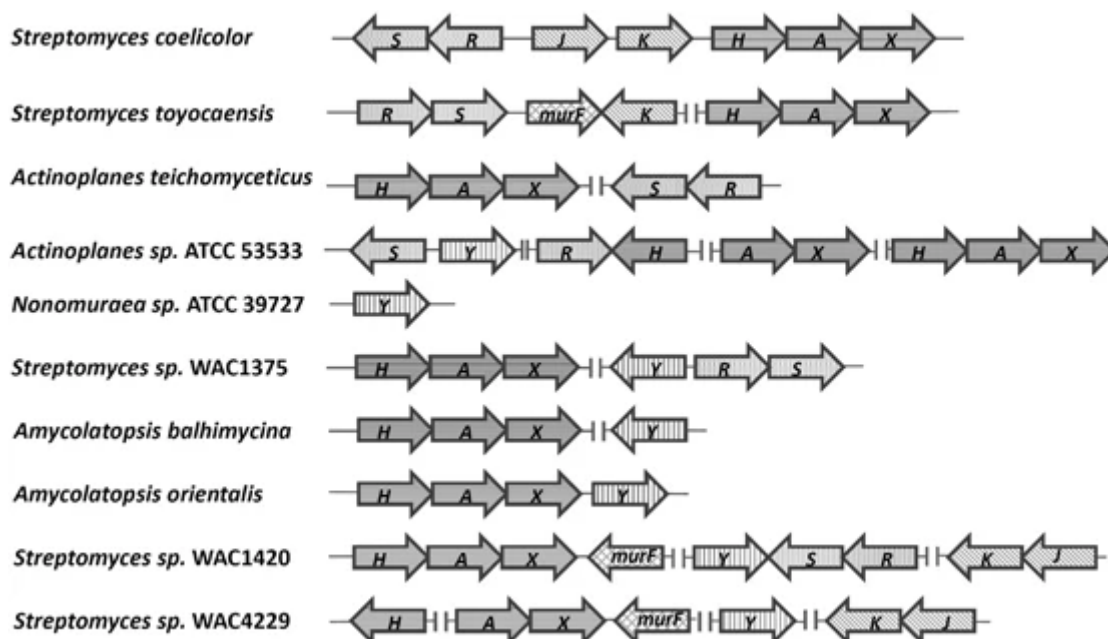 Streptomyces coelicolor S R J K H A X
Streptomyces toyocaensis R S murF K H A X
Actinoplanes teichomyceticus H A X S R
Actinoplanes sp. ATCC 53533 S Y R H A X H A X
Nonomuraea sp. ATCC 39727 Y
Streptomyces sp. WAC1375 H A X Y R S
Amycolatopsis balhimycina H A X Y
Amycolatopsis orientalis H A X Y
Streptomyces sp. WAC1420 H A X murF Y S R K J
Streptomyces sp. WAC4229 H A X murF Y K J